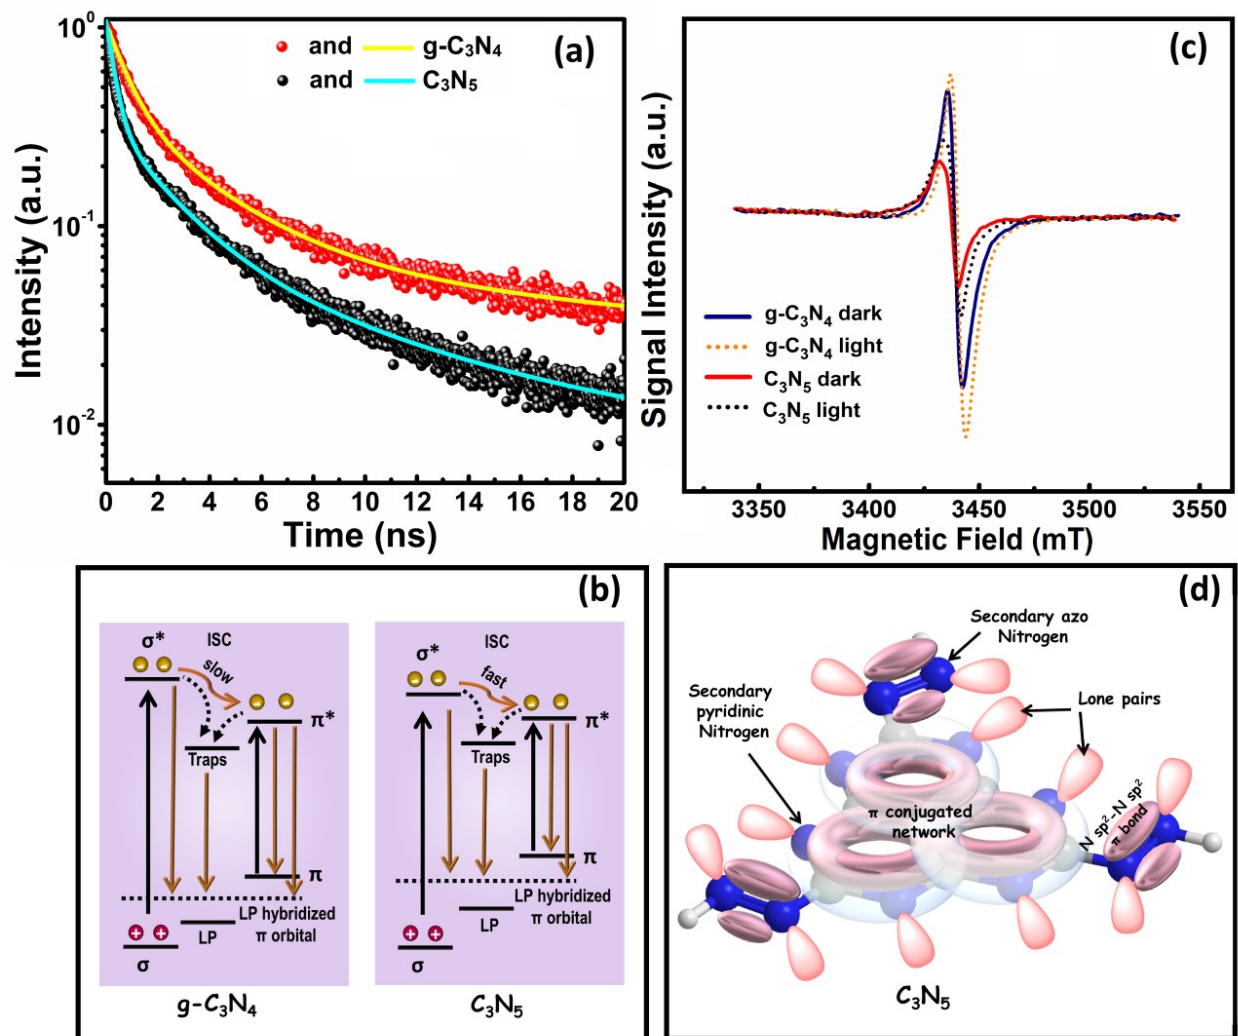 (a)
and g-C₃N₄
and C₃N₅
Intensity (a.u.)
10⁰
10⁻¹
10⁻²
0 2 4 6 8 10 12 14 16 18 20
Time (ns)
(c)
Signal Intensity (a.u.)
g-C₃N₄ dark
g-C₃N₄ light
C₃N₅ dark
C₃N₅ light
3350 3400 3450 3500 3550
Magnetic Field (mT)
(b)
σ*
ISC
slow
π*
Traps
π
LP hybridized
π orbital
LP
σ
g-C₃N₄
σ*
ISC
fast
π*
Traps
π
LP hybridized
π orbital
LP
σ
C₃N₅
(d)
Secondary azo
Nitrogen
Secondary
pyridinic
Nitrogen
Lone pairs
π conjugated
network
N sp²-N sp²
π bond
C₃N₅